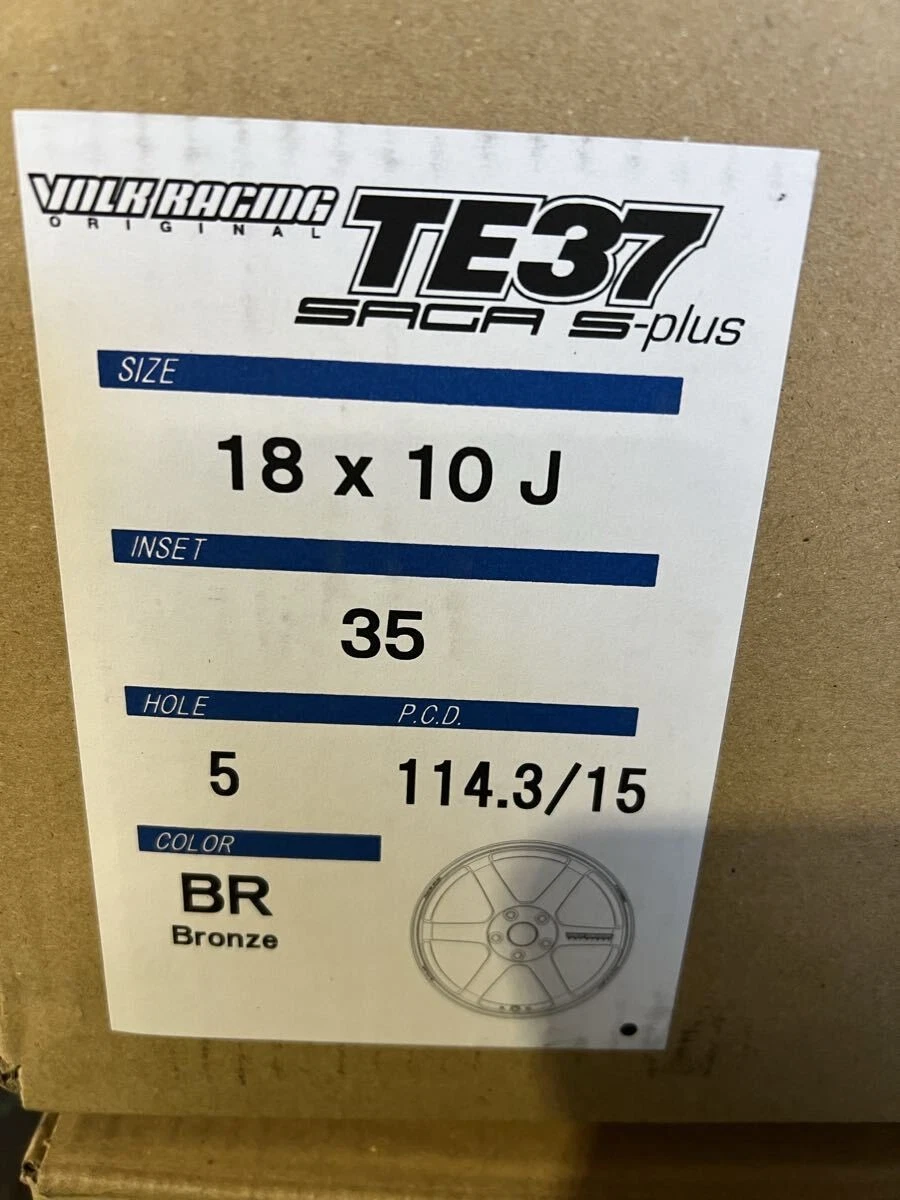 VOLK RACING
ORIGINAL
TE37
SAGA S-plus
SIZE
18 x 10 J
INSET
35
HOLE P.C.D.
5 114.3/15
COLOR
BR
Bronze